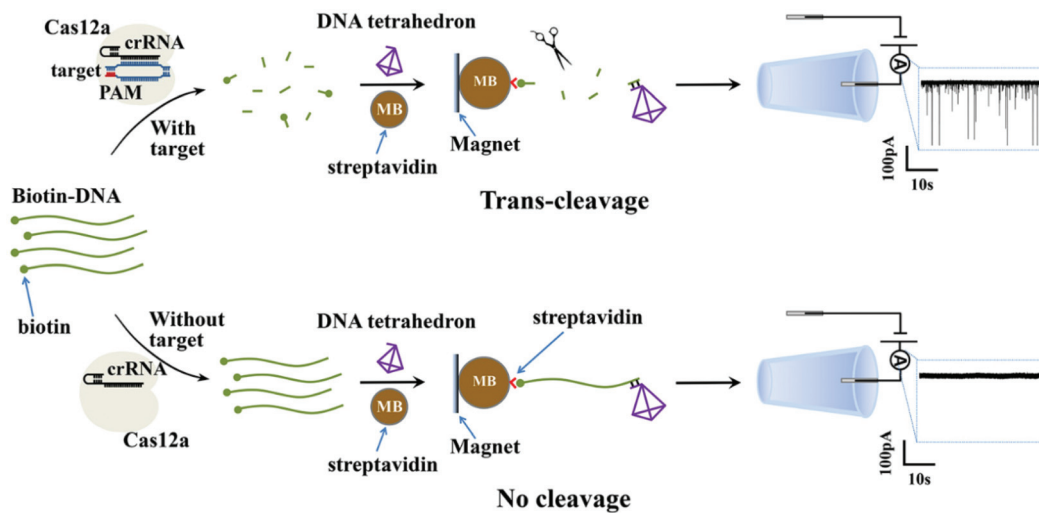 Cas12a
crRNA
target
PAM
With
target
DNA tetrahedron
MB
streptavidin
MB
Magnet
Trans-cleavage
A
100pA
10s
Biotin-DNA
biotin
Without
target
crRNA
Cas12a
DNA tetrahedron
MB
streptavidin
streptavidin
MB
Magnet
No cleavage
A
100pA
10s